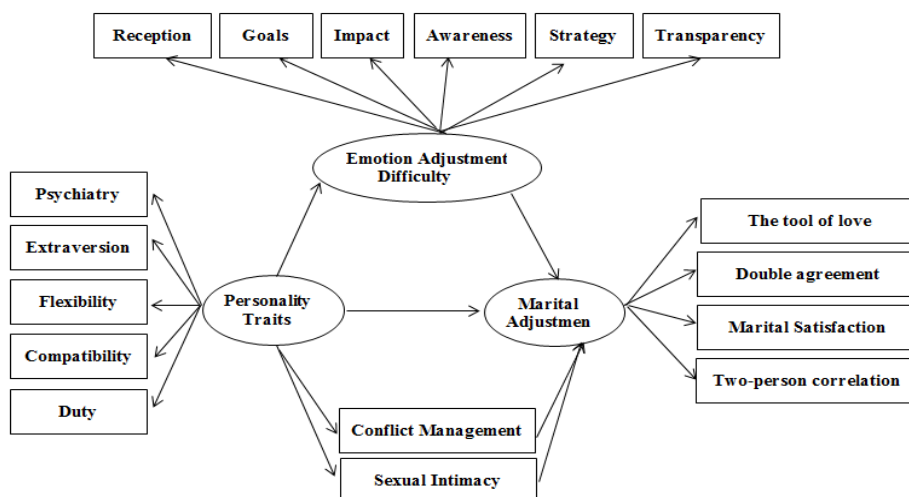 Reception
Goals
Impact
Awareness
Strategy
Transparency
Emotion Adjustment
Difficulty
Psychiatry
Extraversion
Flexibility
Compatibility
Duty
Personality
Traits
Marital
Adjustmen
The tool of love
Double agreement
Marital Satisfaction
Two-person correlation
Conflict Management
Sexual Intimacy